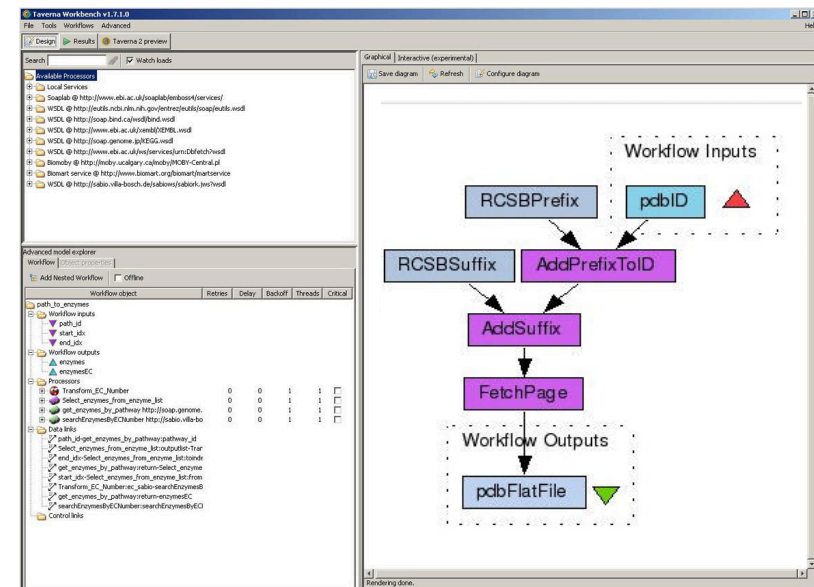 Taverna Workbench v1.7.1.0
File Tools Workflows Advanced
Hel
Design Results Taverna 2 preview
Search Watch loads
Available Processors
Local Services
Soaplab @ http://www.ebi.ac.uk/soaplab/emboss4/services/
WSDL @ http://eutils.ncbi.nlm.nih.gov/entrez/eutils/soap/eutils.wsdl
WSDL @ http://soap.bind.ca/wsdl/bind.wsdl
WSDL @ http://www.ebi.ac.uk/xembl/XEMBL.wsdl
WSDL @ http://soap.genome.jp/KEGG.wsdl
WSDL @ http://www.ebi.ac.uk/ws/services/urn:Dbfetch?wsdl
Biomoby @ http://moby.ucalgary.ca/moby/MOBY-Central.pl
Biomart service @ http://www.biomart.org/biomart/martservice
WSDL @ http://sabio.villa-bosch.de/sabiows/sabiork.jws?wsdl
Advanced model explorer
Workflow Object properties
Add Nested Workflow Offline
Workflow object Retries Delay Backoff Threads Critical
path_to_enzymes
Workflow inputs
path_id
start_idx
end_idx
Workflow outputs
enzymes
enzymesEC
Processors
Transform_EC_Number 0 0 1 1
Select_enzymes_from_enzyme_list 0 0 1 1
get_enzymes_by_pathway http://soap.genome. 0 0 1 1
searchEnzymesByECNumber http://sabio.villa-bo 0 0 1 1
Data links
path_id-get_enzymes_by_pathway:pathway_id
Select_enzymes_from_enzyme_list:outputlist-Trar
end_idx-Select_enzymes_from_enzyme_list:toinde
get_enzymes_by_pathway:return-Select_enzyme
start_idx-Select_enzymes_from_enzyme_list:from
Transform_EC_Number:ec_sabio-searchEnzymesB
get_enzymes_by_pathway:return-enzymesEC
searchEnzymesByECNumber:searchEnzymesByECI
Control links
Graphical Interactive (experimental)
Save diagram Refresh Configure diagram
Workflow Inputs
RCSBPrefix pdbID
RCSBSuffix AddPrefixToID
AddSuffix
FetchPage
Workflow Outputs
pdbFlatFile
Rendering done.